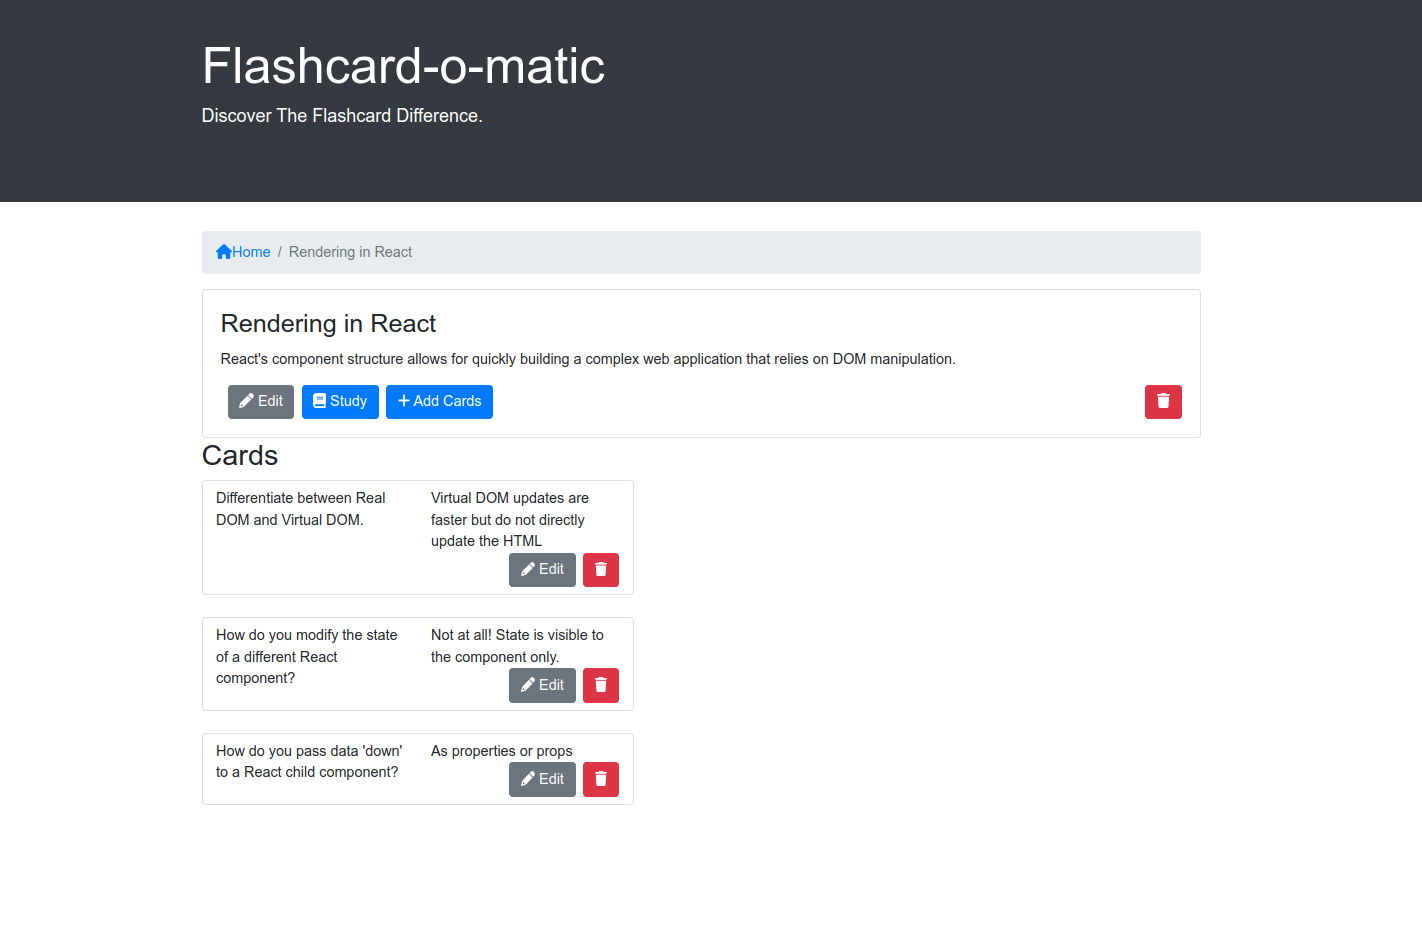 Flashcard-o-matic
Discover The Flashcard Difference.
Home / Rendering in React
Rendering in React
React's component structure allows for quickly building a complex web application that relies on DOM manipulation.
Edit Study Add Cards
Cards
Differentiate between Real
DOM and Virtual DOM.
Virtual DOM updates are
faster but do not directly
update the HTML
Edit
How do you modify the state
of a different React
component?
Not at all! State is visible to
the component only.
Edit
How do you pass data 'down'
to a React child component?
As properties or props
Edit